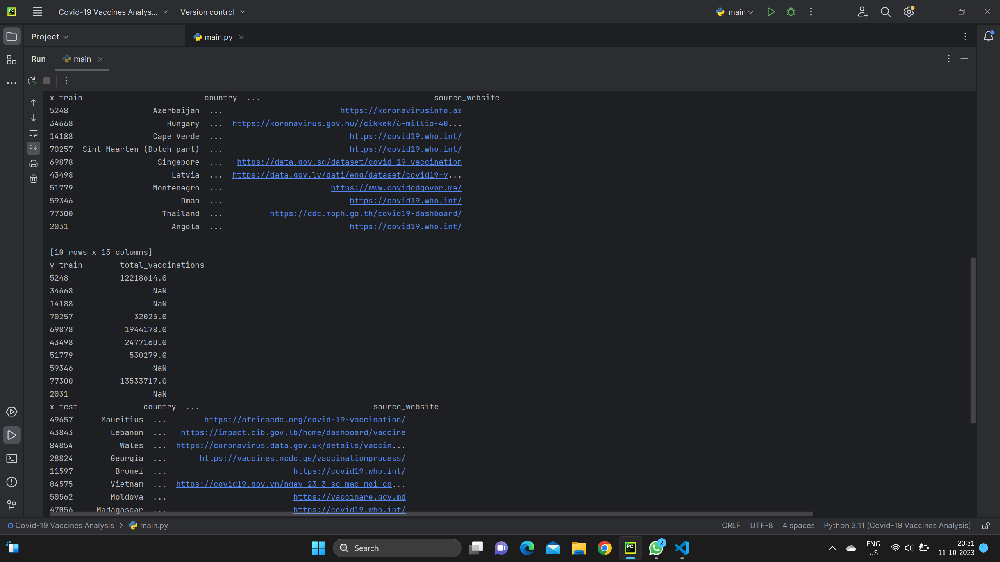 PC
Covid-19 Vaccines Analys... Version control main
Project main.py
Run main
x train country ... source_website
5248 Azerbaijan ... https://koronavirusinfo.az
34668 Hungary ... https://koronavirus.gov.hu//cikkek/6-millio-40...
14188 Cape Verde ... https://covid19.who.int/
70257 Sint Maarten (Dutch part) ... https://covid19.who.int/
69878 Singapore ... https://data.gov.sg/dataset/covid-19-vaccination
43498 Latvia ... https://data.gov.lv/dati/eng/dataset/covid19-v...
51779 Montenegro ... https://www.covidodgovor.me/
59346 Oman ... https://covid19.who.int/
77300 Thailand ... https://ddc.moph.go.th/covid19-dashboard/
2031 Angola ... https://covid19.who.int/
[10 rows x 13 columns]
y train total_vaccinations
5248 12218614.0
34668 NaN
14188 NaN
70257 32025.0
69878 1944178.0
43498 2477160.0
51779 530279.0
59346 NaN
77300 13533717.0
2031 NaN
x test country ... source_website
49657 Mauritius ... https://africacdc.org/covid-19-vaccination/
43843 Lebanon ... https://impact.cib.gov.lb/home/dashboard/vaccine
84854 Wales ... https://coronavirus.data.gov.uk/details/vaccin...
28824 Georgia ... https://vaccines.ncdc.ge/vaccinationprocess/
11597 Brunei ... https://covid19.who.int/
84575 Vietnam ... https://covid19.gov.vn/ngay-23-3-so-mac-moi-co...
50562 Moldova ... https://vaccinare.gov.md
47056 Madagascar ... https://covid19.who.int/
Covid-19 Vaccines Analysis > main.py CRLF UTF-8 4 spaces Python 3.11 (Covid-19 Vaccines Analysis)
Search PC 2 ENG 20:31
US 11-10-2023 1